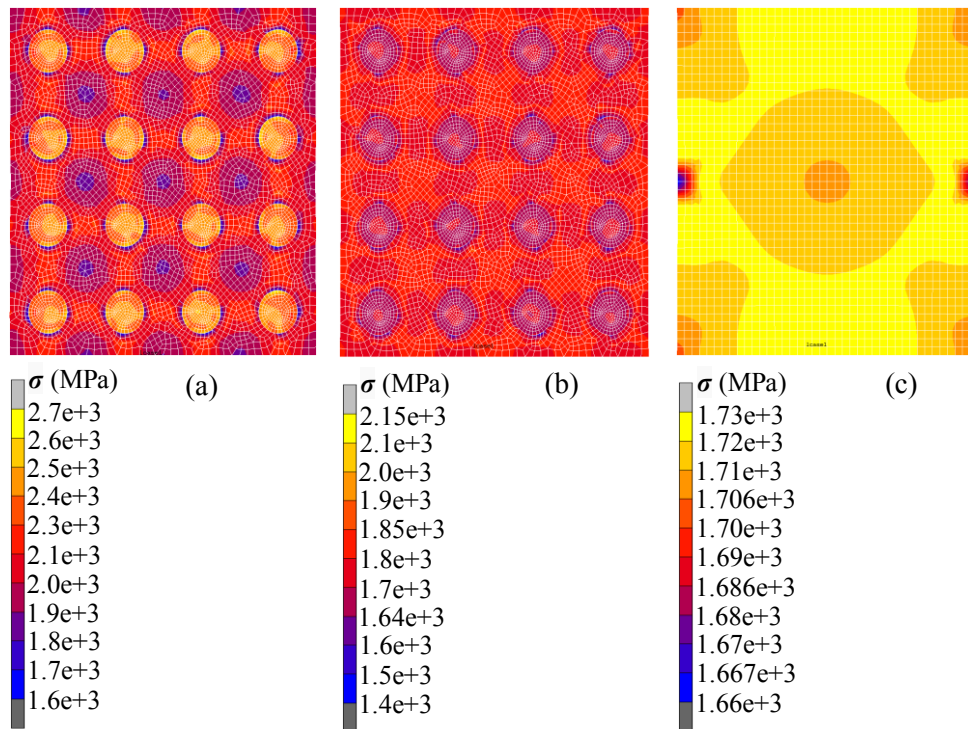 lcase1
σ (MPa)
(a)
2.7e+3
2.6e+3
2.5e+3
2.4e+3
2.3e+3
2.1e+3
2.0e+3
1.9e+3
1.8e+3
1.7e+3
1.6e+3
σ (MPa)
(b)
2.15e+3
2.1e+3
2.0e+3
1.9e+3
1.85e+3
1.8e+3
1.7e+3
1.64e+3
1.6e+3
1.5e+3
1.4e+3
σ (MPa)
(c)
1.73e+3
1.72e+3
1.71e+3
1.706e+3
1.70e+3
1.69e+3
1.686e+3
1.68e+3
1.67e+3
1.667e+3
1.66e+3